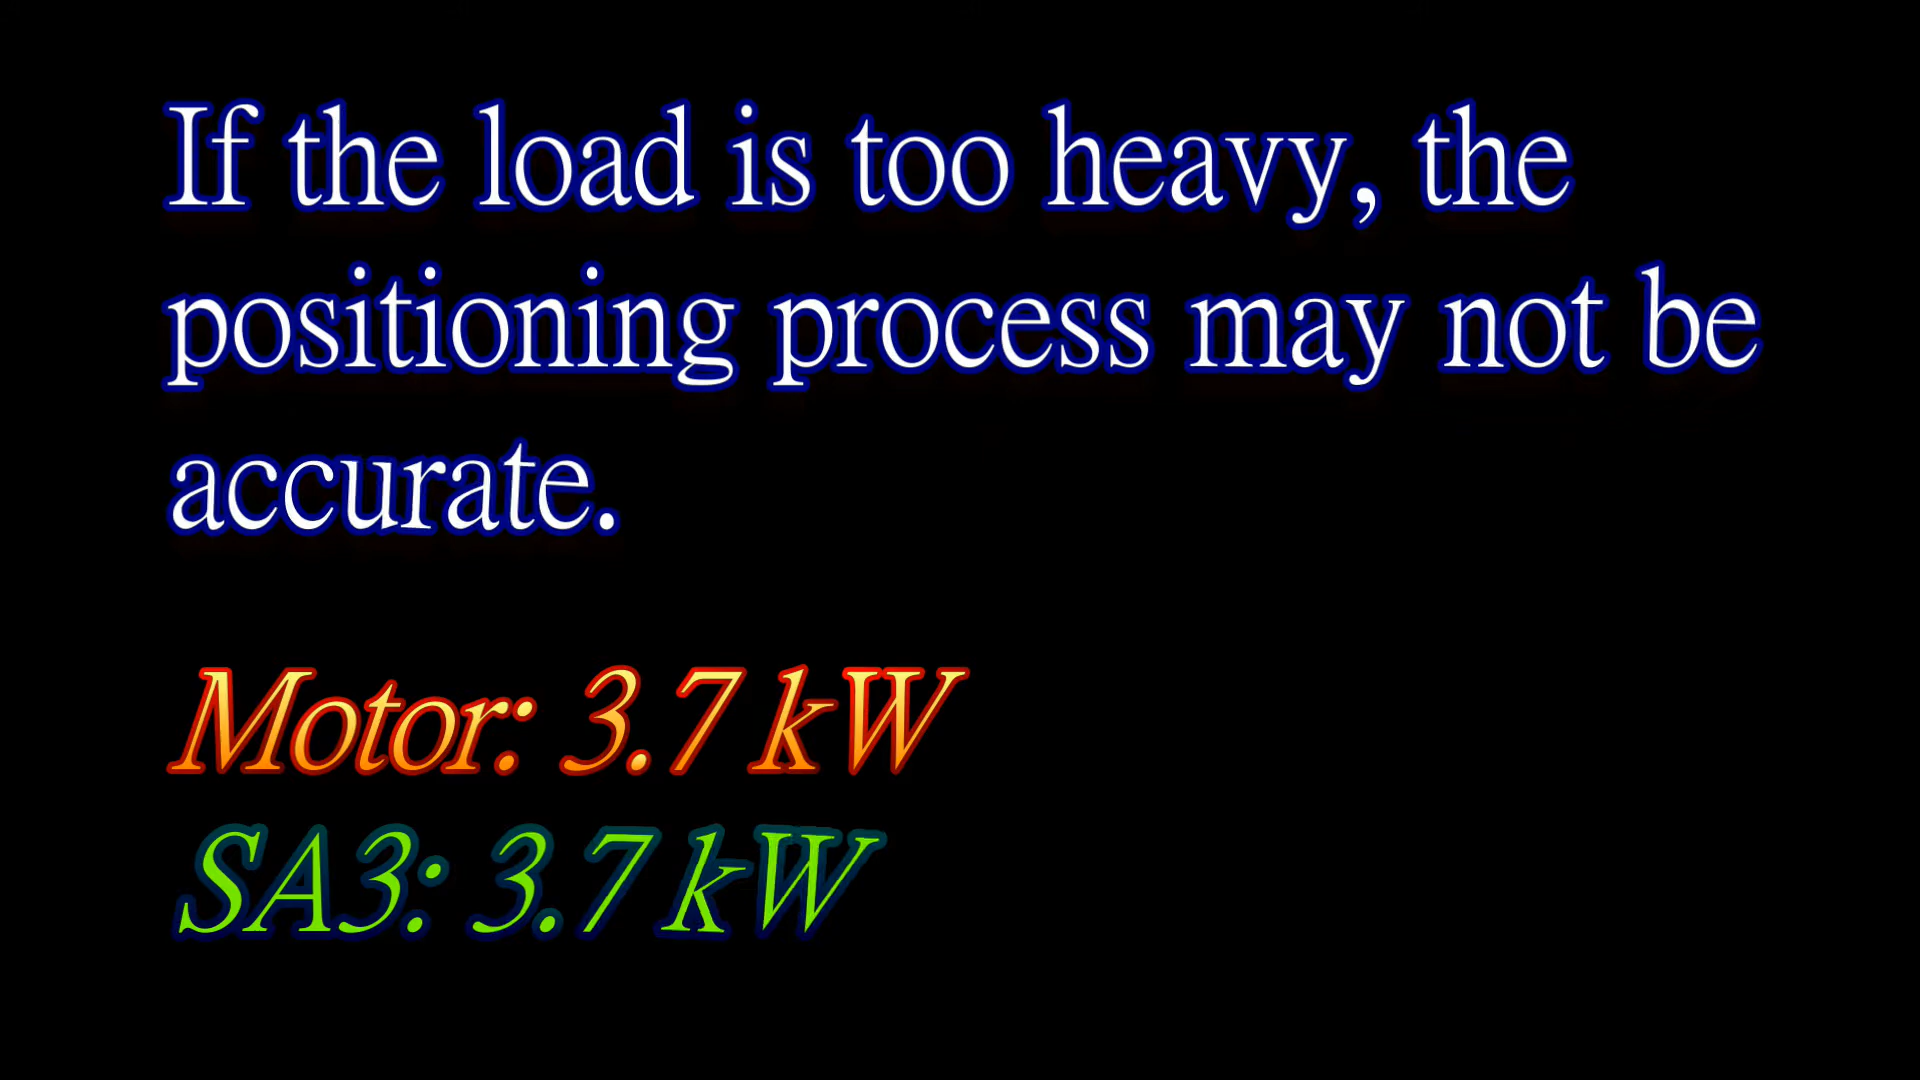 If the load is too heavy, the
positioning process may not be
accurate.
Motor: 3.7 kW
SA3: 3.7 kW